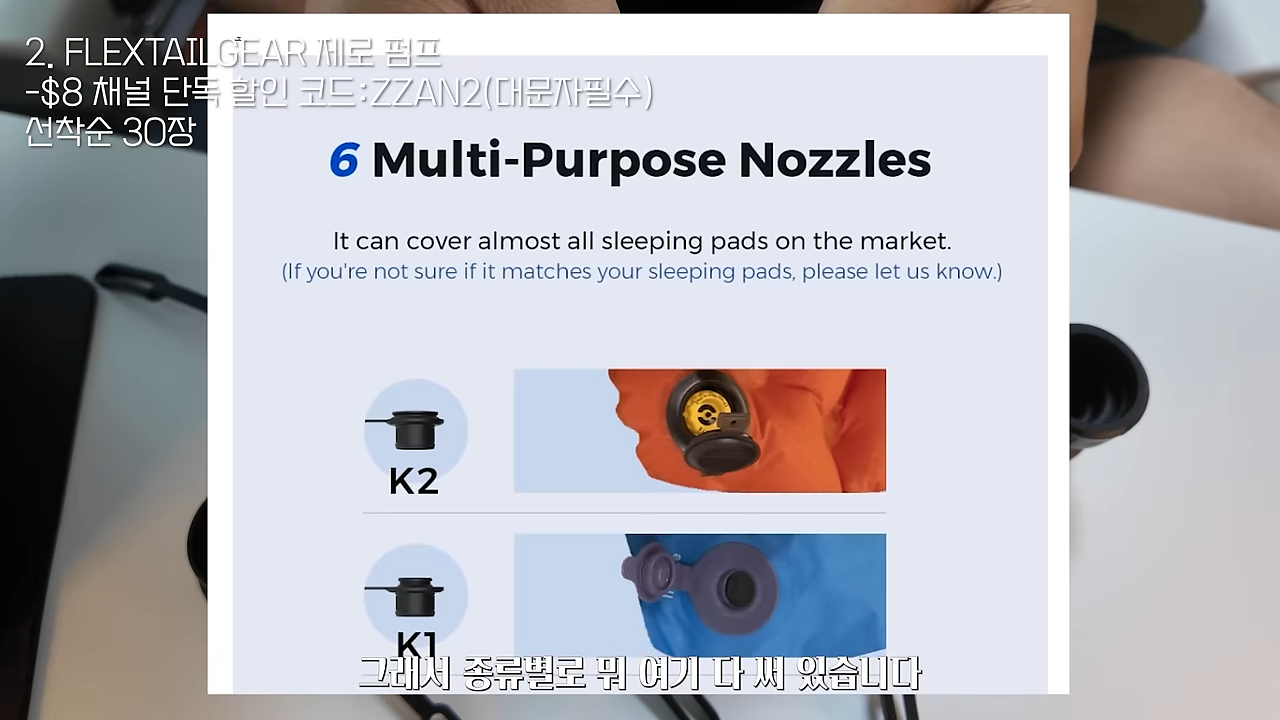 2. FLEXTAILGEAR 제로 펌프
-$8 채널 단독 할인 코드:ZZAN2(대문자필수)
선착순 30장
6 Multi-Purpose Nozzles
It can cover almost all sleeping pads on the market.
(If you're not sure if it matches your sleeping pads, please let us know.)
K2
K1
그래서 종류별로 뭐 여기 다 써 있습니다